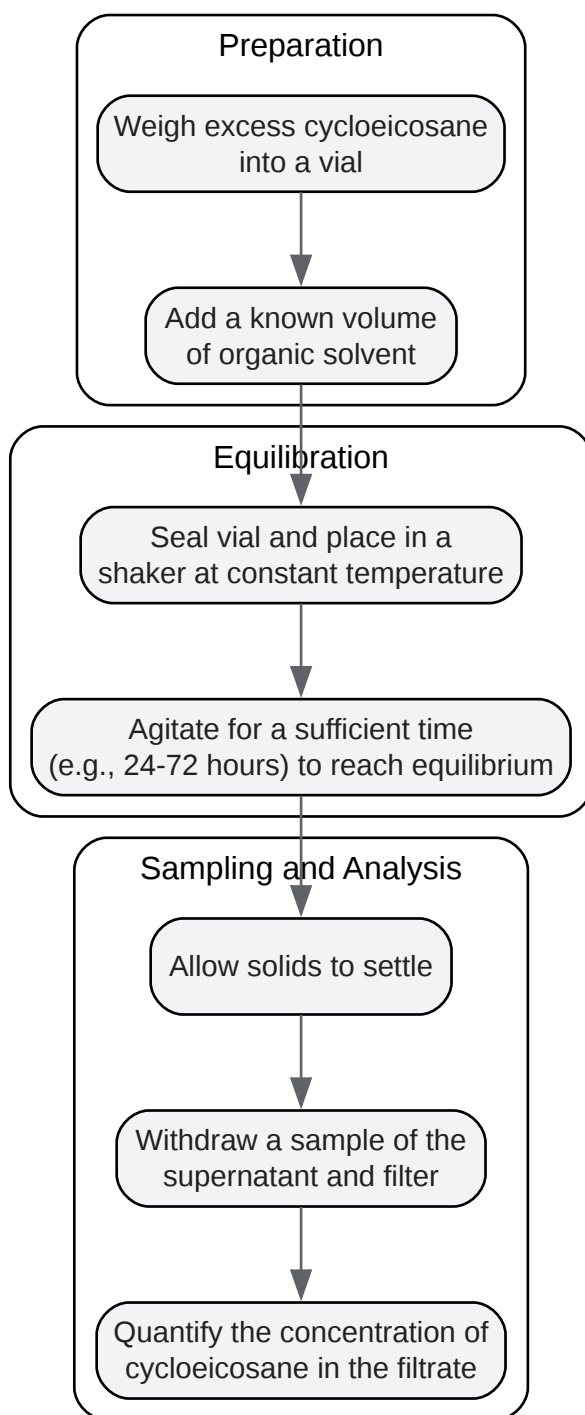 Preparation
Weigh excess cycloeicosane
into a vial
Add a known volume
of organic solvent
Equilibration
Seal vial and place in a
shaker at constant temperature
Agitate for a sufficient time
(e.g., 24-72 hours) to reach equilibrium
Sampling and Analysis
Allow solids to settle
Withdraw a sample of the
supernatant and filter
Quantify the concentration of
cycloeicosane in the filtrate